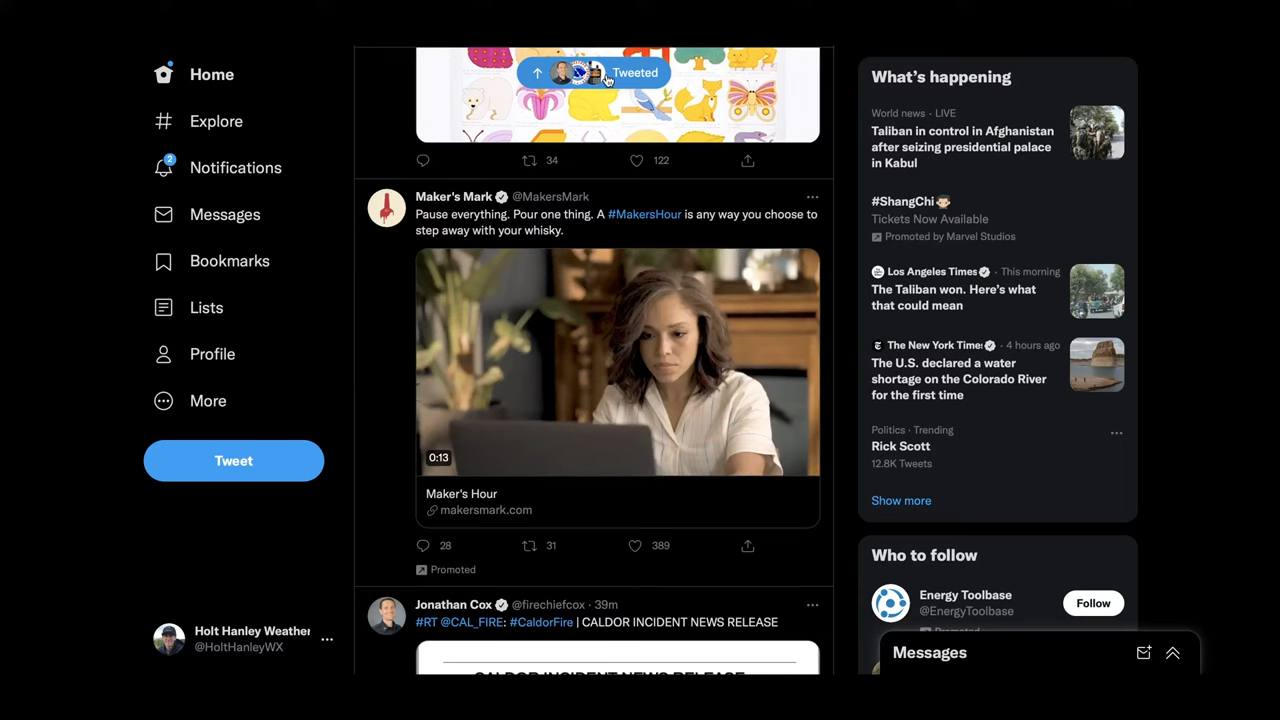 Home
Explore
2
Notifications
Messages
Bookmarks
Lists
Profile
More
Tweet
Holt Hanley Weather
@HoltHanleyWX
Tweeted
34
122
Maker's Mark @MakersMark
Pause everything. Pour one thing. A #MakersHour is any way you choose to
step away with your whisky.
0:13
Maker's Hour
makersmark.com
28
31
389
Promoted
Jonathan Cox @firechiefcox · 39m
#RT @CAL_FIRE: #CaldorFire | CALDOR INCIDENT NEWS RELEASE
CALDOR INCIDENT NEWS RELEASE
What's happening
World news · LIVE
Taliban in control in Afghanistan
after seizing presidential palace
in Kabul
#ShangChi
Tickets Now Available
Promoted by Marvel Studios
Los Angeles Times · This morning
The Taliban won. Here's what
that could mean
The New York Times · 4 hours ago
The U.S. declared a water
shortage on the Colorado River
for the first time
Politics · Trending
Rick Scott
12.8K Tweets
Show more
Who to follow
Energy Toolbase
@EnergyToolbase
Promoted
Follow
Messages